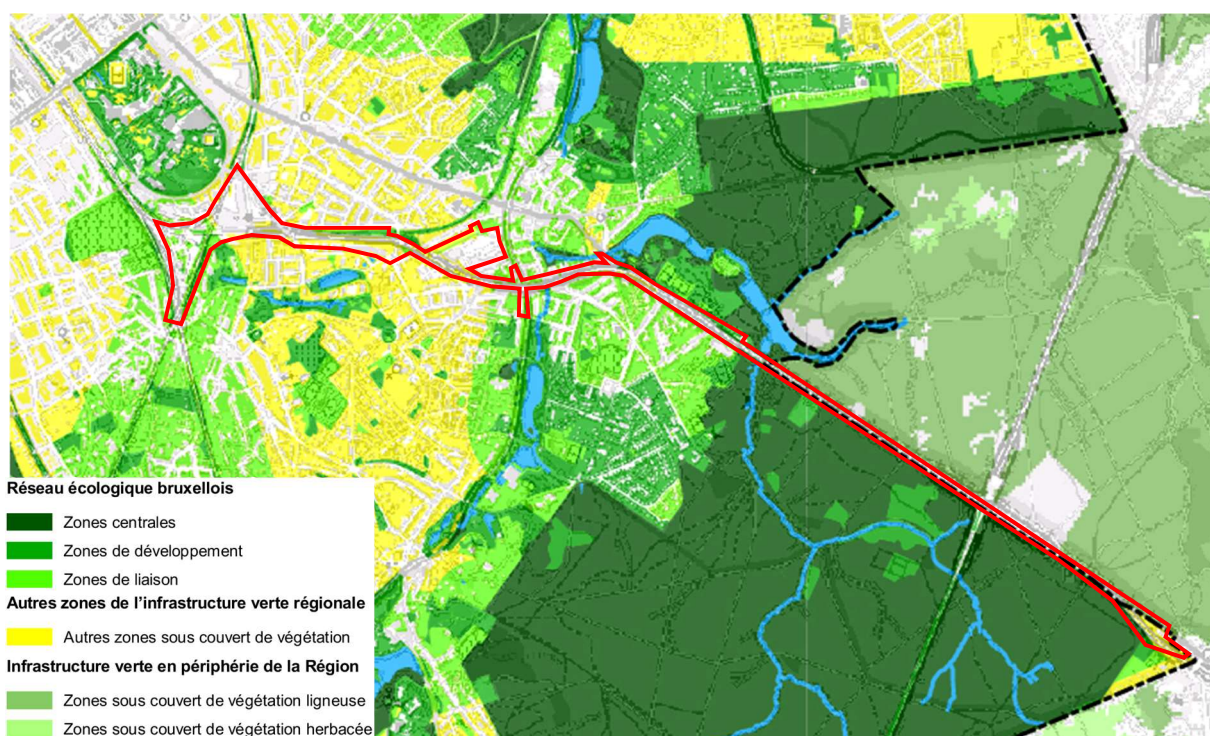 Réseau écologique bruxellois
Zones centrales
Zones de développement
Zones de liaison
Autres zones de l'infrastructure verte régionale
Autres zones sous couvert de végétation
Infrastructure verte en périphérie de la Région
Zones sous couvert de végétation ligneuse
Zones sous couvert de végétation herbacée